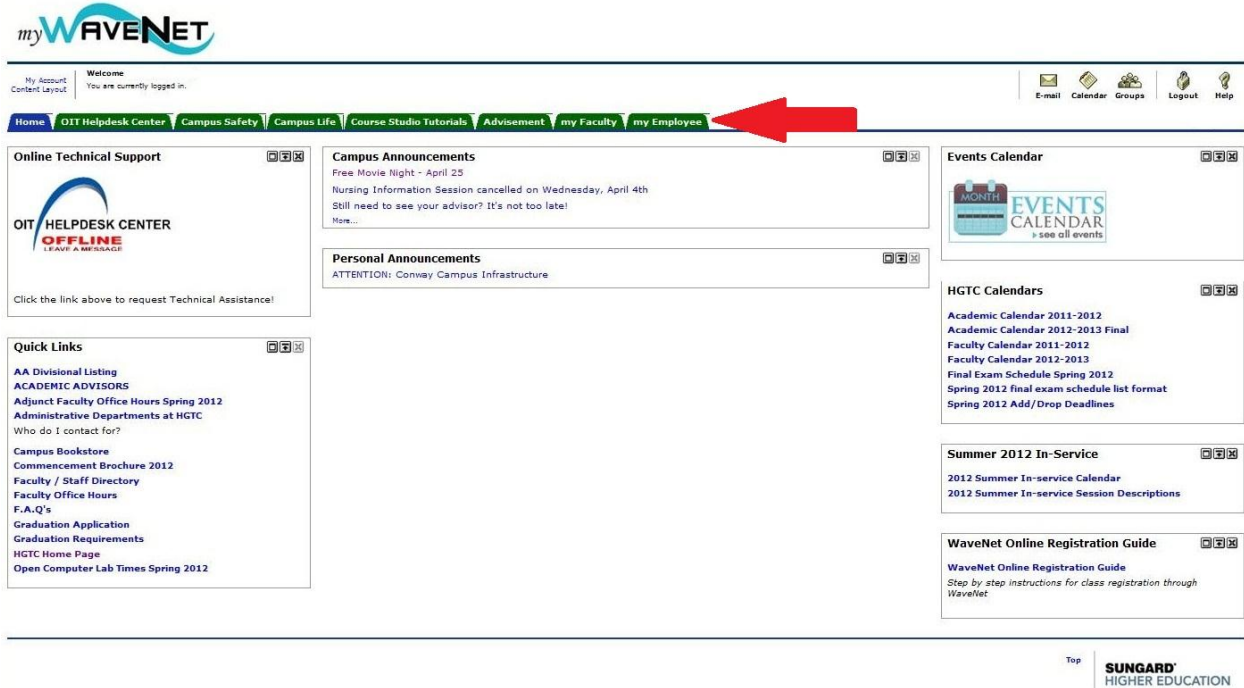 myWAVENET
My Account
Content Layout
Welcome
You are currently logged in.
E-mail Calendar Groups Logout Help
Home OIT Helpdesk Center Campus Safety Campus Life Course Studio Tutorials Advisement my Faculty my Employee
Online Technical Support
OIT HELPDESK CENTER
OFFLINE
LEAVE A MESSAGE
Click the link above to request Technical Assistance!
Quick Links
AA Divisional Listing
ACADEMIC ADVISORS
Adjunct Faculty Office Hours Spring 2012
Administrative Departments at HGTC
Who do I contact for?
Campus Bookstore
Commencement Brochure 2012
Faculty / Staff Directory
Faculty Office Hours
F.A.Q's
Graduation Application
Graduation Requirements
HGTC Home Page
Open Computer Lab Times Spring 2012
Campus Announcements
Free Movie Night - April 25
Nursing Information Session cancelled on Wednesday, April 4th
Still need to see your advisor? It's not too late!
More...
Personal Announcements
ATTENTION: Conway Campus Infrastructure
Events Calendar
MONTH
EVENTS
CALENDAR
see all events
HGTC Calendars
Academic Calendar 2011-2012
Academic Calendar 2012-2013 Final
Faculty Calendar 2011-2012
Faculty Calendar 2012-2013
Final Exam Schedule Spring 2012
Spring 2012 final exam schedule list format
Spring 2012 Add/Drop Deadlines
Summer 2012 In-Service
2012 Summer In-service Calendar
2012 Summer In-service Session Descriptions
WaveNet Online Registration Guide
WaveNet Online Registration Guide
Step by step instructions for class registration through
WaveNet
Top
SUNGARD'
HIGHER EDUCATION